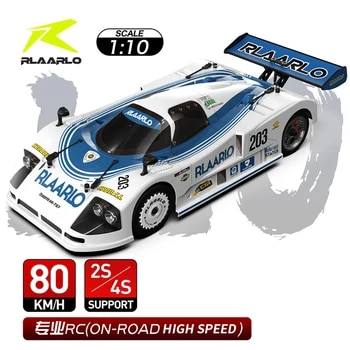 RLAARLO
SCALE
1:10
RLAARLO
203
RLAARLO
203
RLAARLO
80
KM/H
2S/4S
SUPPORT
专业RC(ON-ROAD HIGH SPEED)